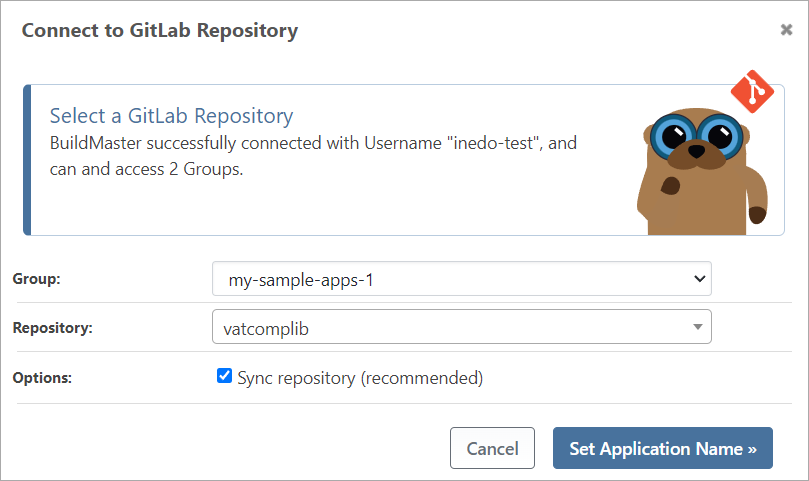 Connect to GitLab Repository
Select a GitLab Repository
BuildMaster successfully connected with Username "inedo-test", and
can and access 2 Groups.
Group:
my-sample-apps-1
Repository:
vatcomplib
Options:
Sync repository (recommended)
Cancel
Set Application Name »